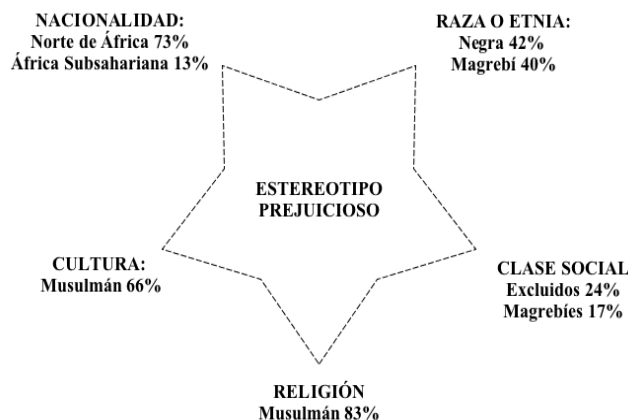 NACIONALIDAD:
Norte de África 73%
África Subsahariana 13%
RAZA O ETNIA:
Negra 42%
Magrebí 40%
ESTEREOTIPO
PREJUICIOSO
CULTURA:
Musulmán 66%
CLASE SOCIAL
Excluidos 24%
Magrebíes 17%
RELIGIÓN
Musulmán 83%